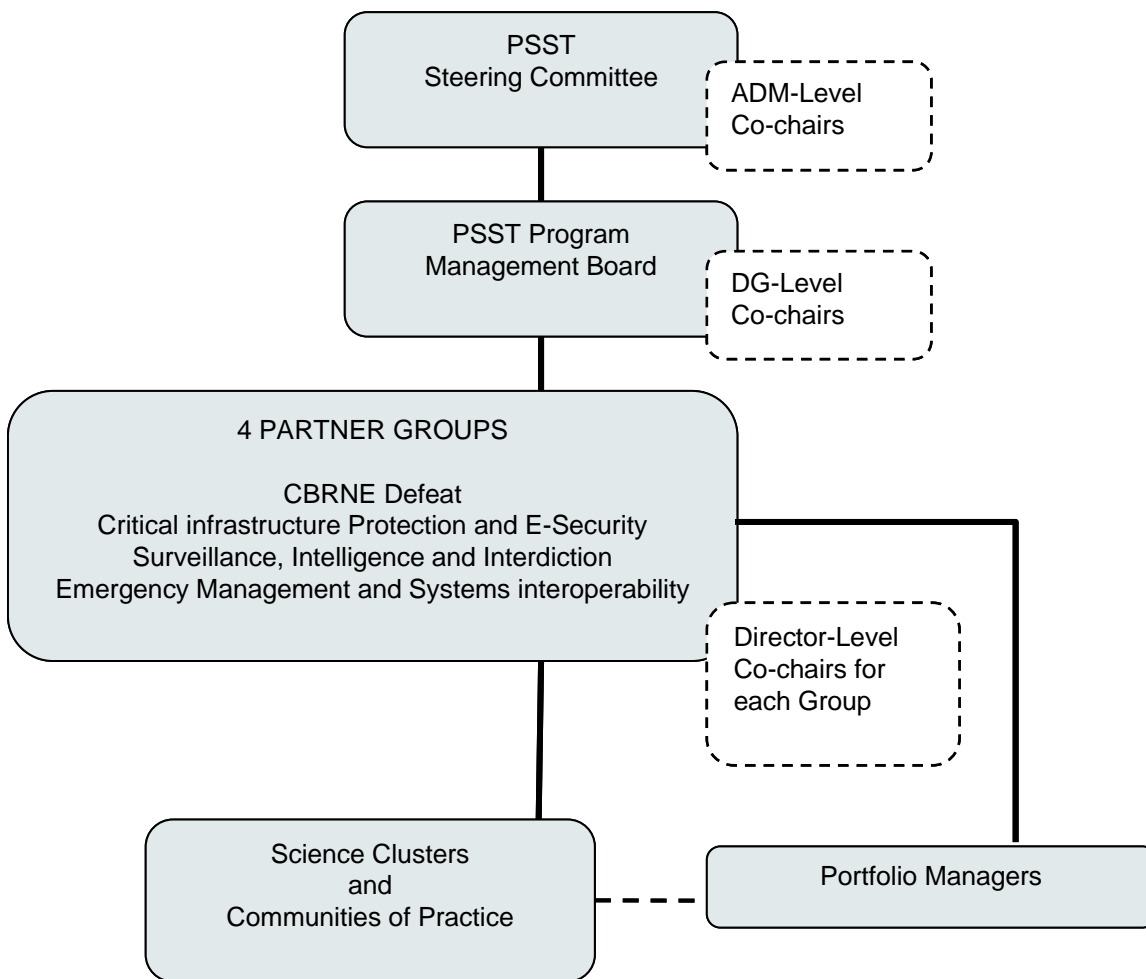 PSST
Steering Committee
ADM-Level
Co-chairs
PSST Program
Management Board
DG-Level
Co-chairs
4 PARTNER GROUPS
CBRNE Defeat
Critical infrastructure Protection and E-Security
Surveillance, Intelligence and Interdiction
Emergency Management and Systems interoperability
Director-Level
Co-chairs for
each Group
Science Clusters
and
Communities of Practice
Portfolio Managers